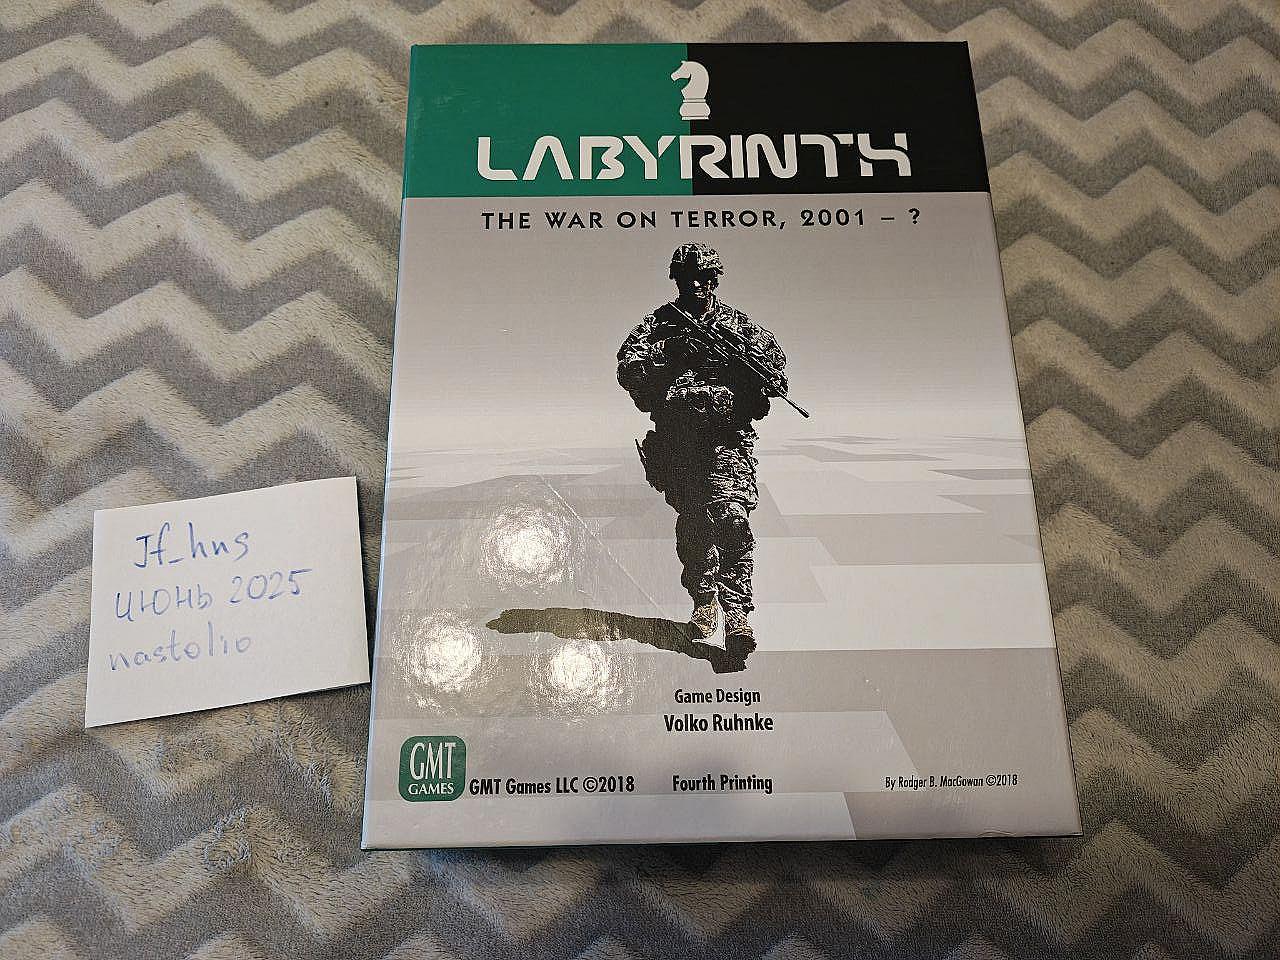 LABYRINTH
THE WAR ON TERROR, 2001 – ?
Jf_hns
июнь 2025
nastolio
Game Design
Volko Ruhnke
GMT
GAMES
GMT Games LLC ©2018
Fourth Printing
By Rodger B. MacGowan ©2018